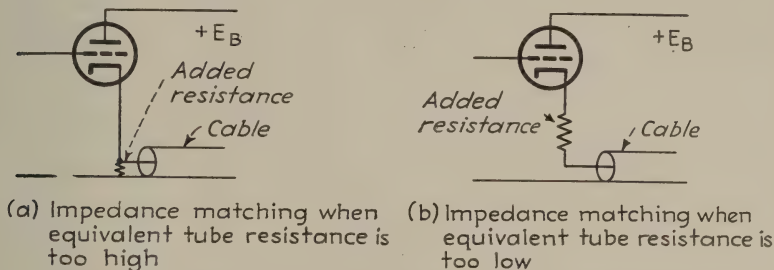 +E_B
Added
resistance
Cable
(a) Impedance matching when
equivalent tube resistance is
too high
+E_B
Added
resistance
Cable
(b) Impedance matching when
equivalent tube resistance is
too low